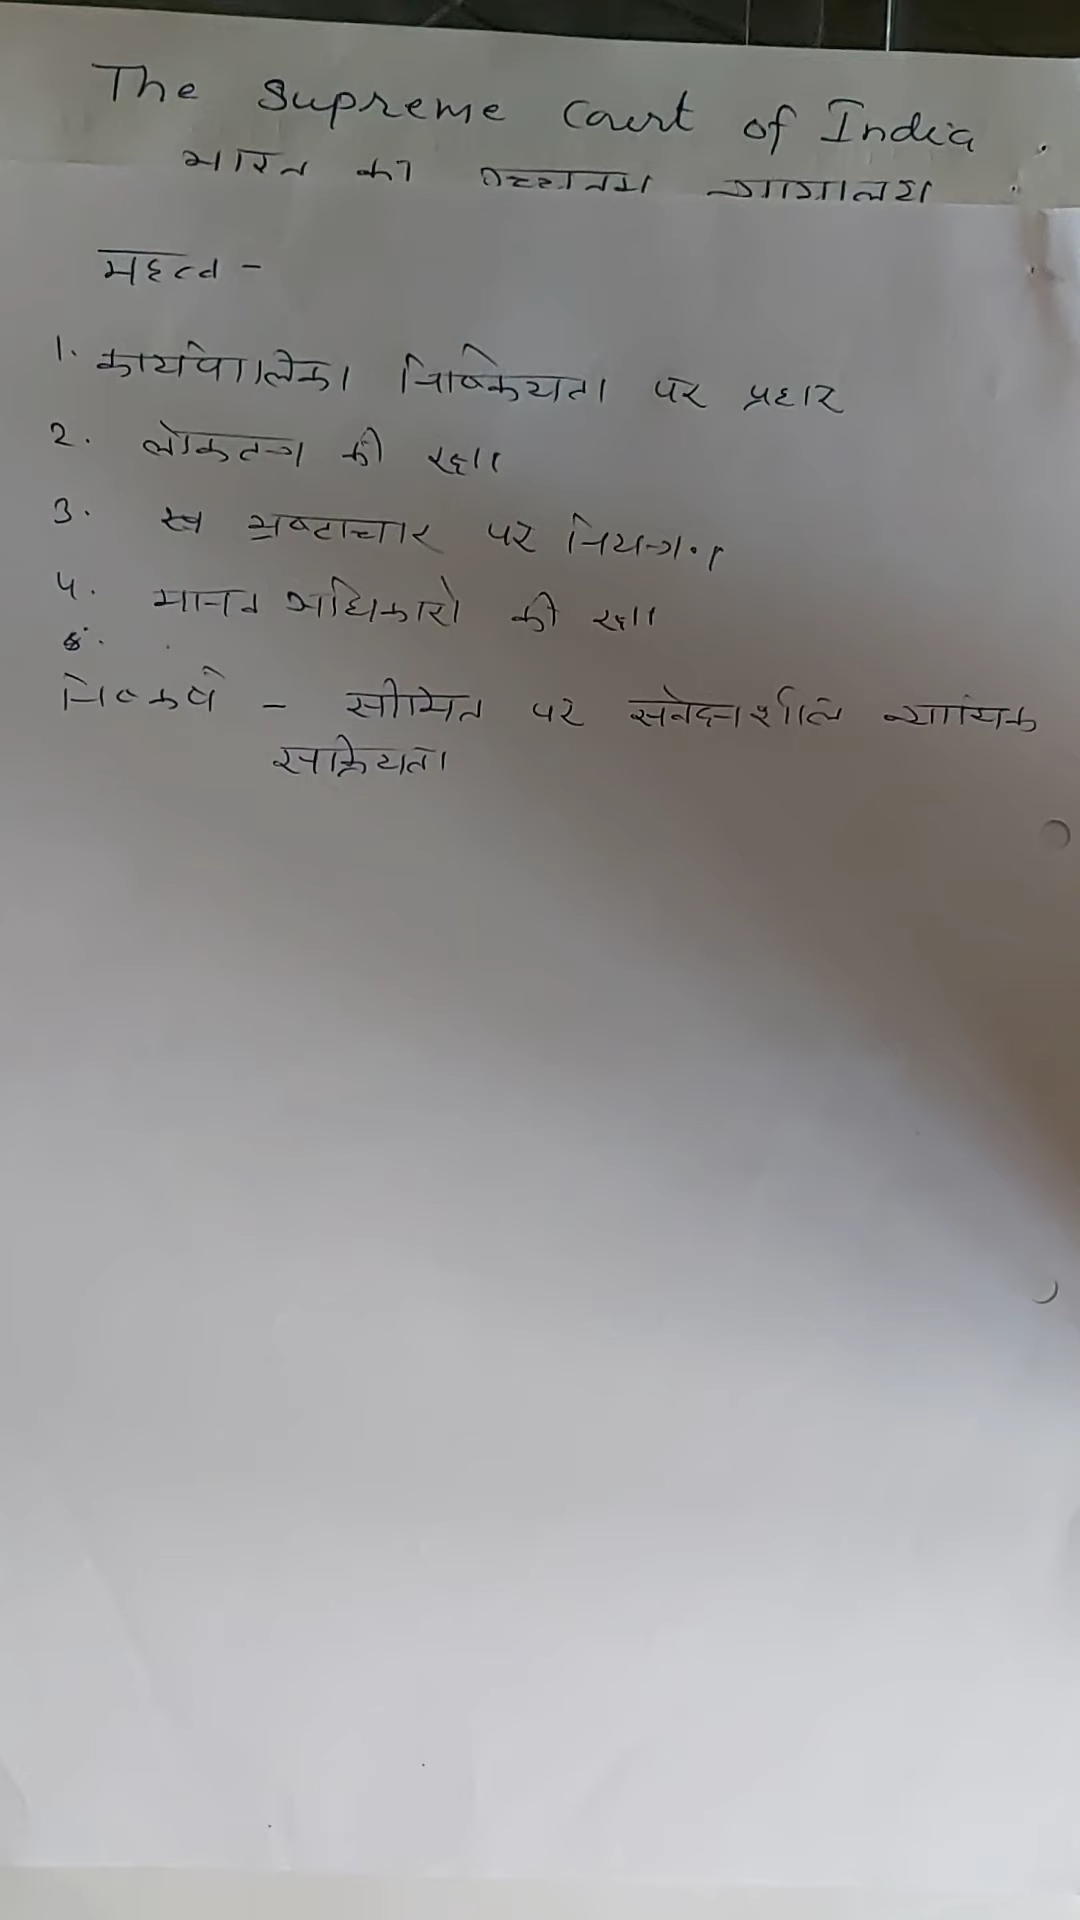 The Supreme Court of India.
भारत का उच्चतम न्यायालय
महत्व -
1. कार्यपालिका निष्क्रियता पर प्रहार
2. लोकतन्त्र की रक्षा
3. भ्रष्टाचार पर नियन्त्रण
4. मानव अधिकारो की रक्षा
निष्कर्ष - सीमित पर संवेदनशील न्यायिक
सक्रियता